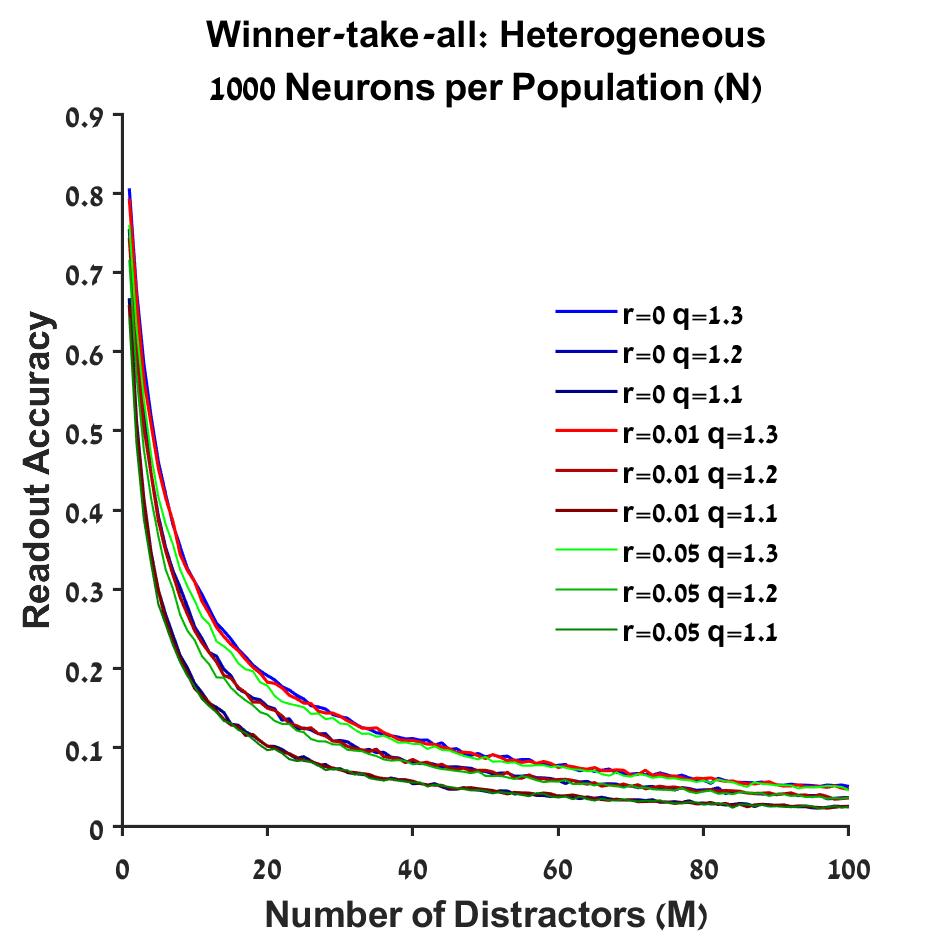 Winner-take-all: Heterogeneous
1000 Neurons per Population (N)
0.9
0.8
0.7
0.6
0.5
0.4
0.3
0.2
0.1
0
Readout Accuracy
r=0 q=1.3
r=0 q=1.2
r=0 q=1.1
r=0.01 q=1.3
r=0.01 q=1.2
r=0.01 q=1.1
r=0.05 q=1.3
r=0.05 q=1.2
r=0.05 q=1.1
0 20 40 60 80 100
Number of Distractors (M)